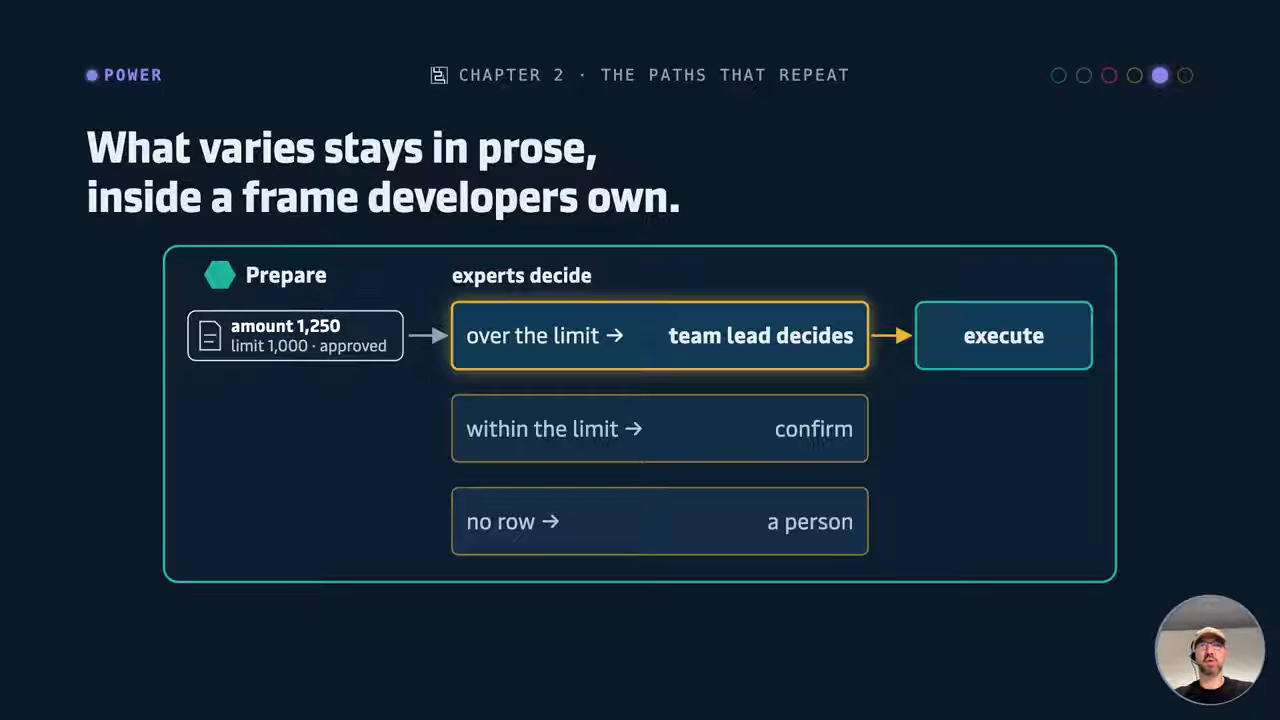 POWER
CHAPTER 2 · THE PATHS THAT REPEAT
What varies stays in prose,
inside a frame developers own.
Prepare
experts decide
amount 1,250
limit 1,000 · approved
over the limit → team lead decides
execute
within the limit → confirm
no row → a person